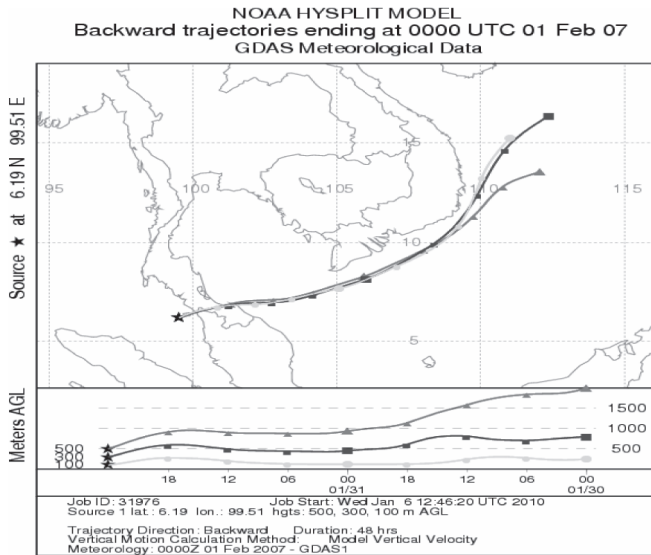 NOAA HYSPLIT MODEL
Backward trajectories ending at 0000 UTC 01 Feb 07
GDAS Meteorological Data
Source ★ at 6.19 N 99.51 E
95 100 105 110 115
15
10
5
Meters AGL
1500
1000
500 500
300
100
18 12 06 00 18 12 06 00
01/31 01/30
Job ID: 31976 Job Start: Wed Jan 6 12:46:20 UTC 2010
Source 1 lat.: 6.19 lon.: 99.51 hgts: 500, 300, 100 m AGL
Trajectory Direction: Backward Duration: 48 hrs
Vertical Motion Calculation Method: Model Vertical Velocity
Meteorology: 0000Z 01 Feb 2007 - GDAS1